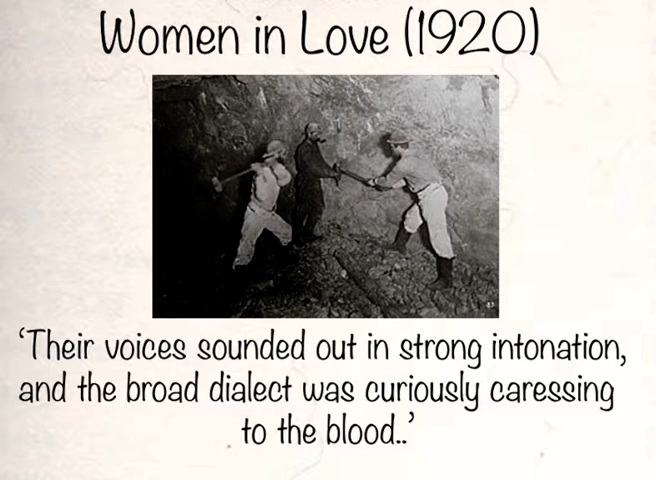 Women in Love (1920)
‘Their voices sounded out in strong intonation,
and the broad dialect was curiously caressing
to the blood..’